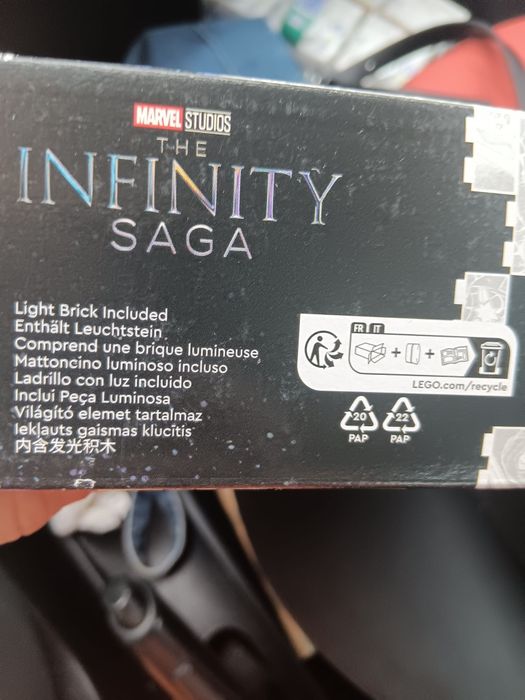 MARVEL STUDIOS
THE
INFINITY
SAGA
Light Brick Included
Enthält Leuchtstein
Comprend une brique lumineuse
Mattoncino luminoso incluso
Ladrillo con luz incluido
Inclui Peça Luminosa
Világító elemet tartalmaz
Iekļauts gaismas klucītis
内含发光积木
FR IT
+ +
LEGO.com/recycle
20 22
PAP PAP